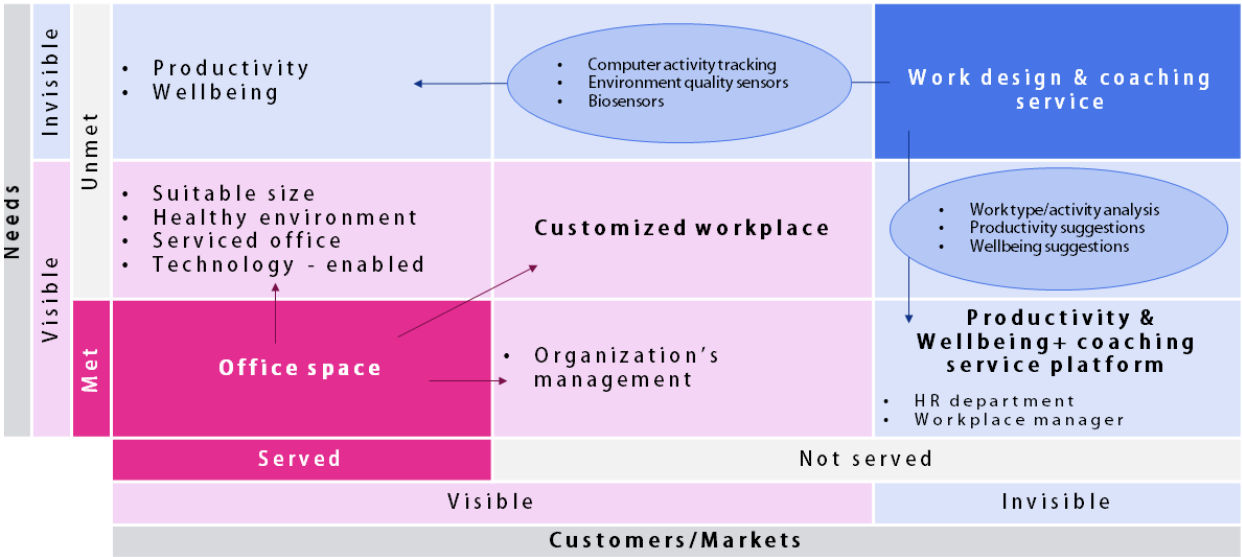 Needs
Invisible
Visible
Unmet
Met
• Productivity
• Wellbeing
• Computer activity tracking
• Environment quality sensors
• Biosensors
Work design & coaching
service
• Suitable size
• Healthy environment
• Serviced office
• Technology - enabled
Customized workplace
• Work type/activity analysis
• Productivity suggestions
• Wellbeing suggestions
Office space
• Organization’s
management
Productivity &
Wellbeing+ coaching
service platform
• HR department
• Workplace manager
Served
Not served
Visible
Invisible
Customers/Markets